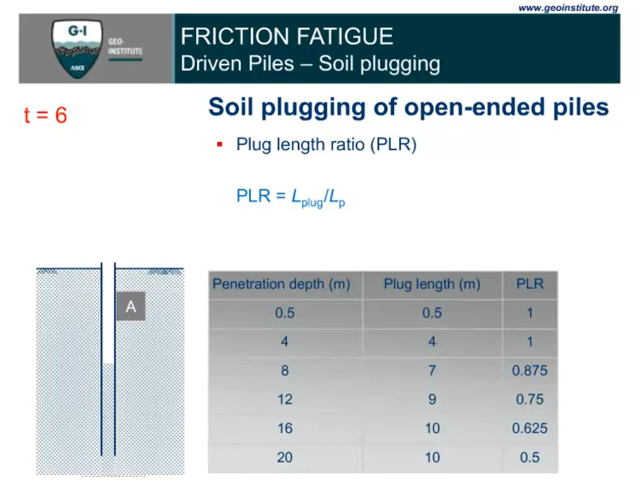 www.geoinstitute.org
G-I
GEO-
INSTITUTE
ASCE
FRICTION FATIGUE
Driven Piles – Soil plugging
t = 6
Soil plugging of open-ended piles
▪ Plug length ratio (PLR)
PLR = Lplug/Lp
A
Penetration depth (m) Plug length (m) PLR
0.5 0.5 1
4 4 1
8 7 0.875
12 9 0.75
16 10 0.625
20 10 0.5